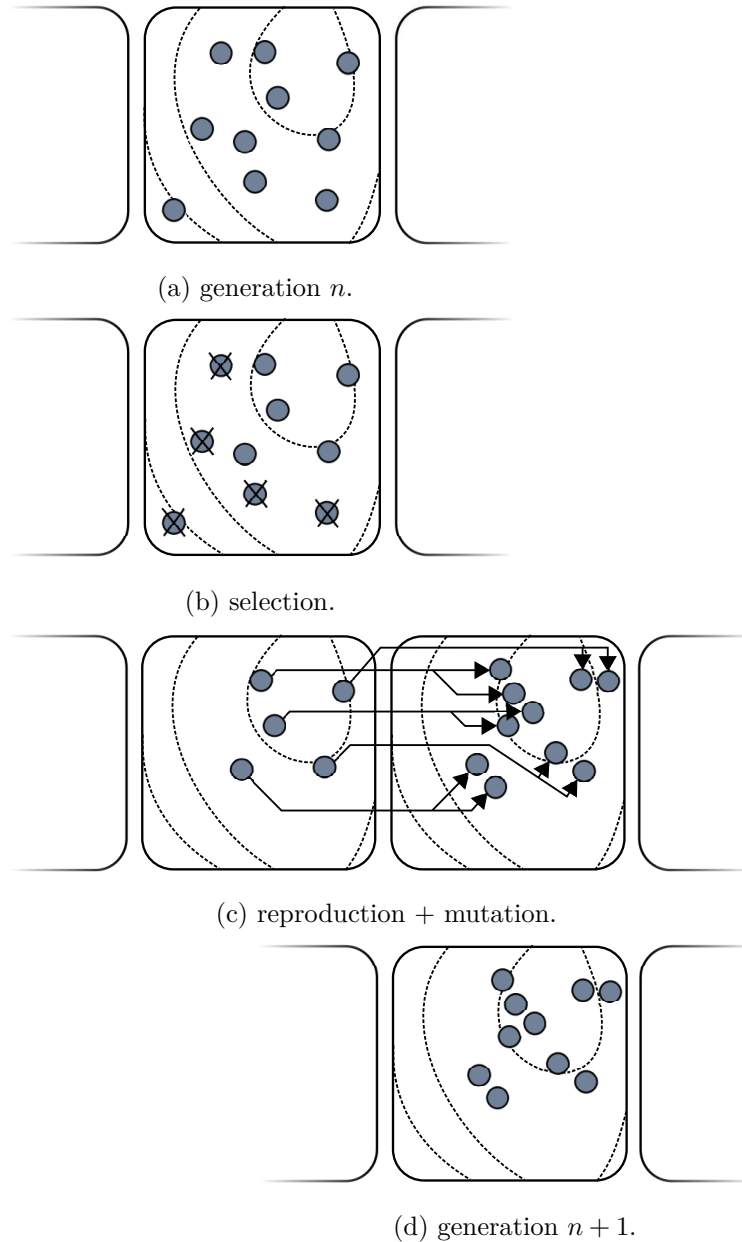 (a) generation n.
(b) selection.
(c) reproduction + mutation.
(d) generation n + 1.